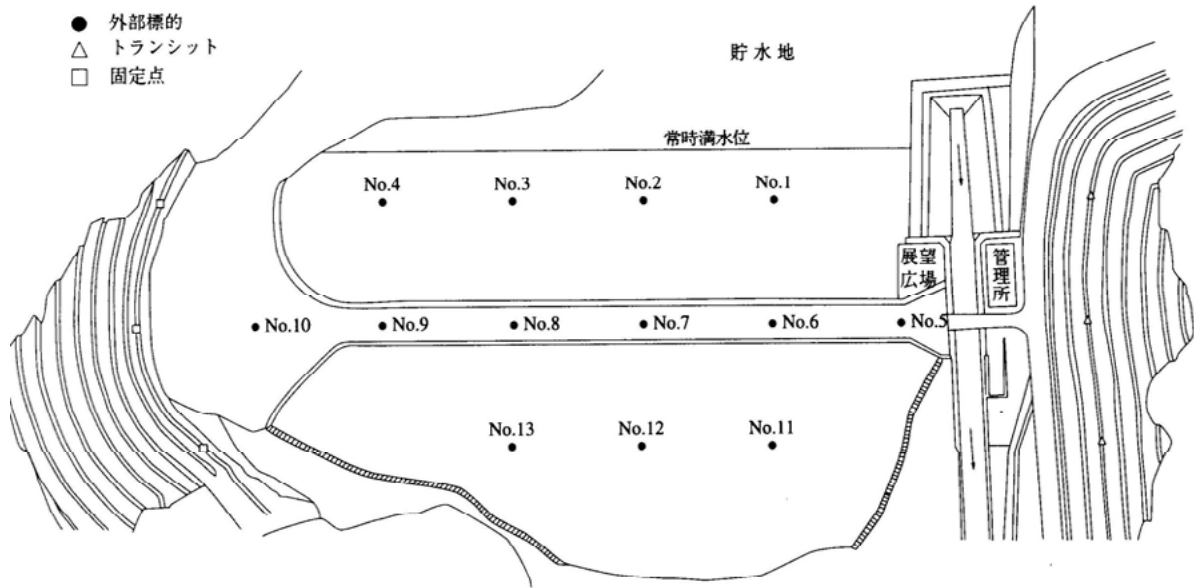 外部標的
トランシット
固定点
貯水地
常時満水位
No.4
No.3
No.2
No.1
展望
広場
管理所
No.10
No.9
No.8
No.7
No.6
No.5
No.13
No.12
No.11